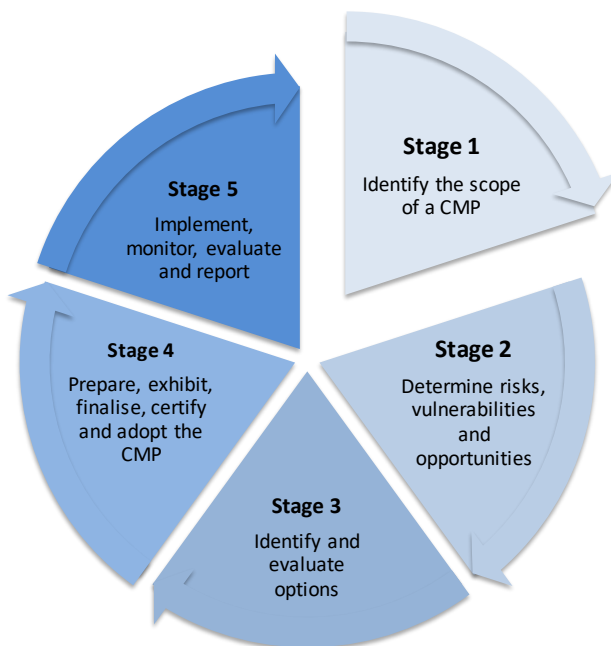 Stage 1
Identify the scope
of a CMP
Stage 2
Determine risks,
vulnerabilities
and
opportunities
Stage 3
Identify and
evaluate
options
Stage 4
Prepare, exhibit,
finalise, certify
and adopt the
CMP
Stage 5
Implement,
monitor, evaluate
and report